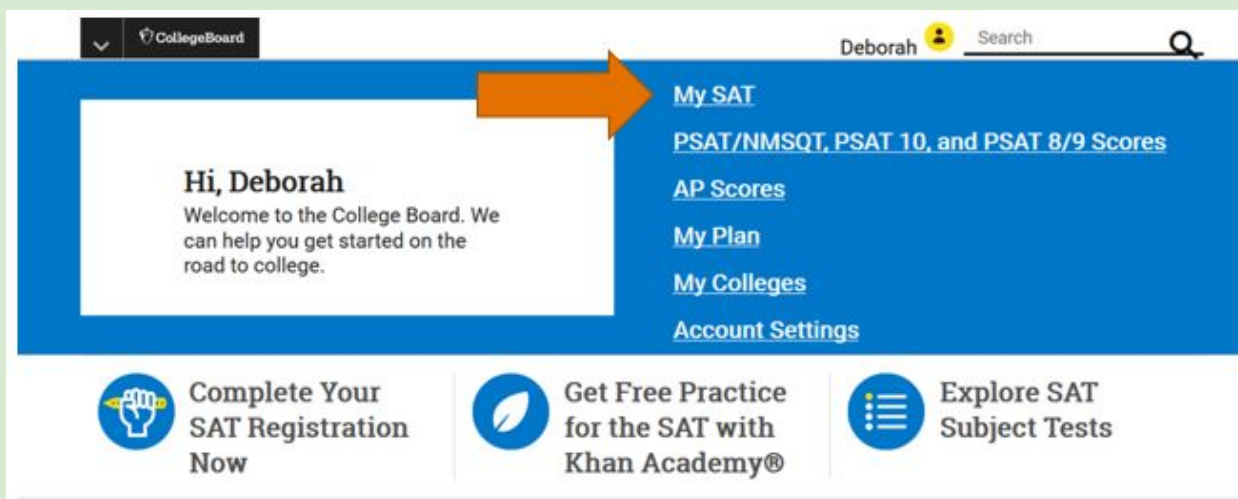 CollegeBoard
Deborah
Search
My SAT
PSAT/NMSQT, PSAT 10, and PSAT 8/9 Scores
AP Scores
My Plan
My Colleges
Account Settings
Hi, Deborah
Welcome to the College Board. We
can help you get started on the
road to college.
Complete Your
SAT Registration
Now
Get Free Practice
for the SAT with
Khan Academy®
Explore SAT
Subject Tests